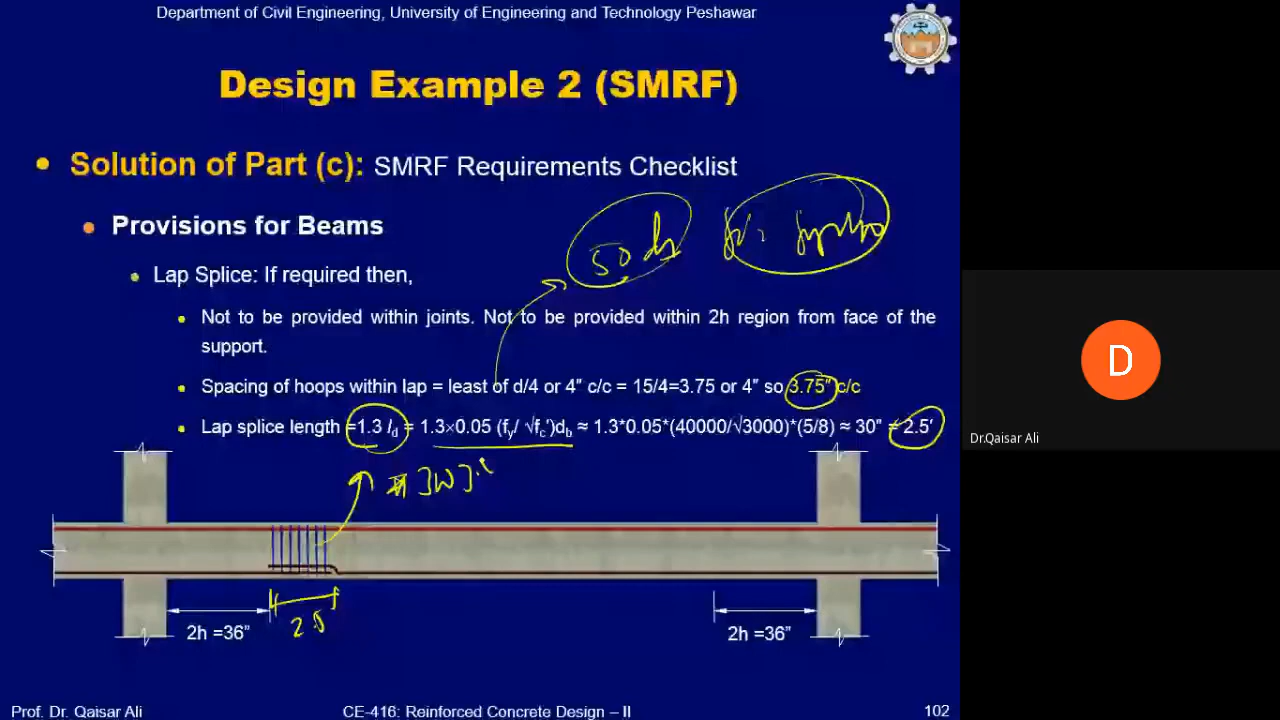 Department of Civil Engineering, University of Engineering and Technology Peshawar
Design Example 2 (SMRF)
• Solution of Part (c): SMRF Requirements Checklist
• Provisions for Beams
50 db
• Lap Splice: If required then,
• Not to be provided within joints. Not to be provided within 2h region from face of the
support.
• Spacing of hoops within lap = least of d/4 or 4″ c/c = 15/4=3.75 or 4″ so 3.75″ c/c
• Lap splice length =1.3 ld = 1.3×0.05 (fy/ √fc')db ≈ 1.3*0.05*(40000/√3000)*(5/8) ≈ 30″ = 2.5′
D
Dr.Qaisar Ali
2h =36”
2.5
2h =36”
Prof. Dr. Qaisar Ali
CE-416: Reinforced Concrete Design – II
102